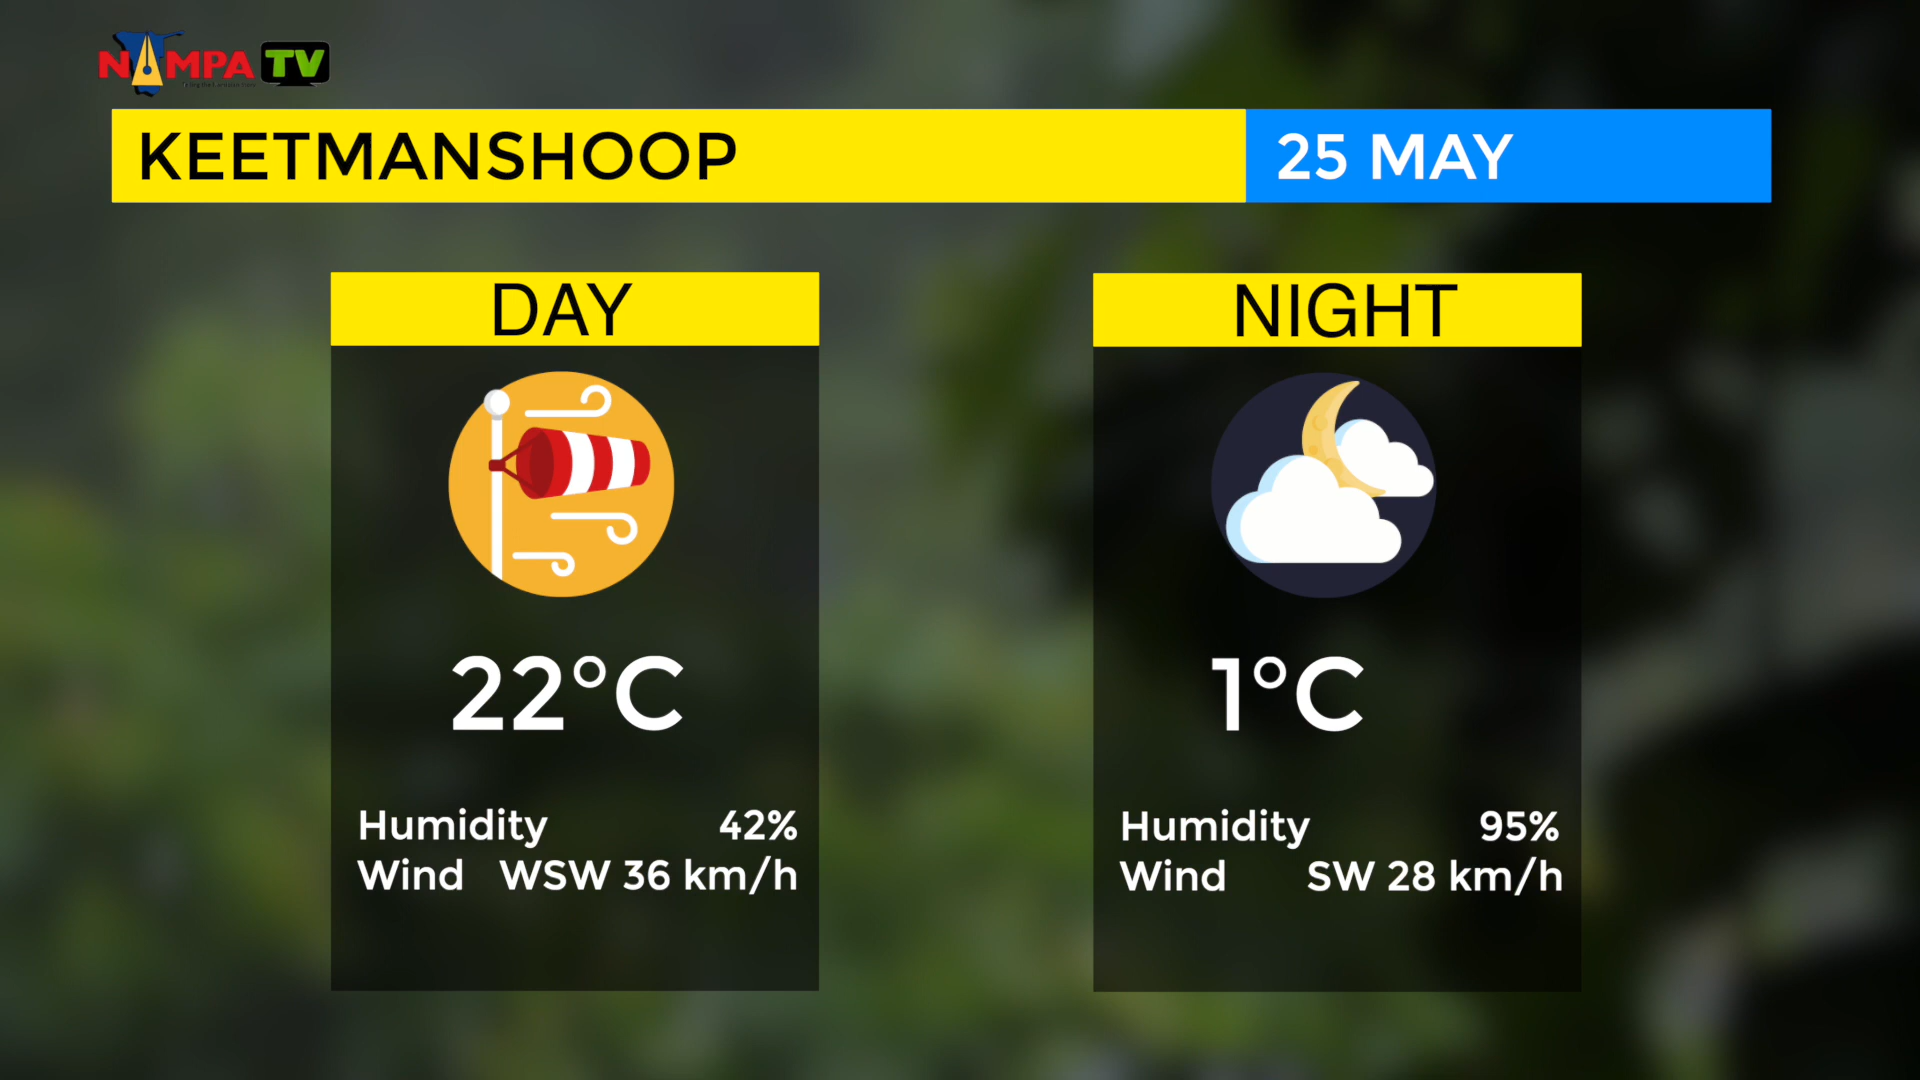 NAMPA TV
KEETMANSHOOP
25 MAY
DAY
22°C
Humidity 42%
Wind WSW 36 km/h
NIGHT
1°C
Humidity 95%
Wind SW 28 km/h